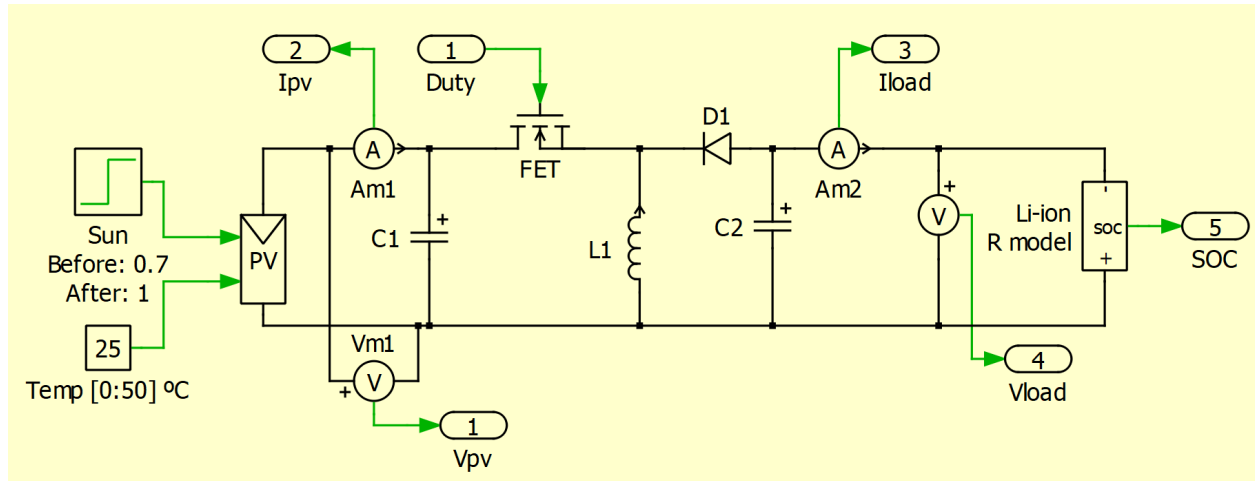 2
Ipv
1
Duty
3
Iload
A
Am1
FET
D1
A
Am2
+
C1
L1
+
C2
+
V
Li-ion
R model
-
soc
+
5
SOC
Sun
Before: 0.7
After: 1
PV
25
Temp [0:50] ºC
Vm1
V
+
1
Vpv
4
Vload